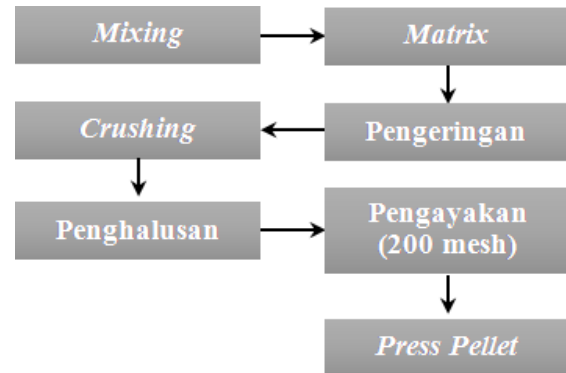 Mixing
Matrix
Pengeringan
Crushing
Penghalusan
Pengayakan
(200 mesh)
Press Pellet